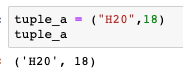 tuple_a = ("H20",18)
tuple_a
('H20', 18)